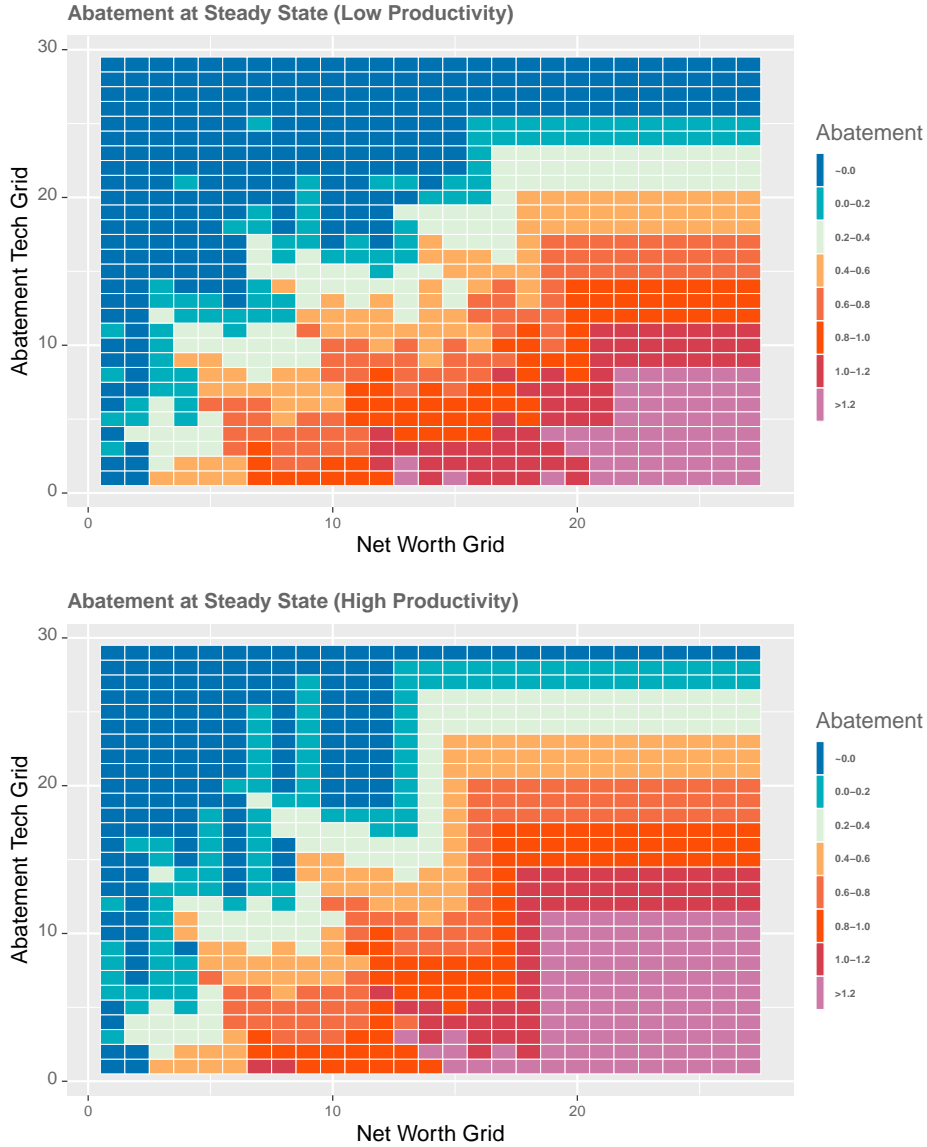 Abatement at Steady State (Low Productivity)
30
20
10
0
Abatement Tech Grid
0 10 20
Net Worth Grid
Abatement
~0.0
0.0−0.2
0.2−0.4
0.4−0.6
0.6−0.8
0.8−1.0
1.0−1.2
>1.2
Abatement at Steady State (High Productivity)
30
20
10
0
Abatement Tech Grid
0 10 20
Net Worth Grid
Abatement
~0.0
0.0−0.2
0.2−0.4
0.4−0.6
0.6−0.8
0.8−1.0
1.0−1.2
>1.2